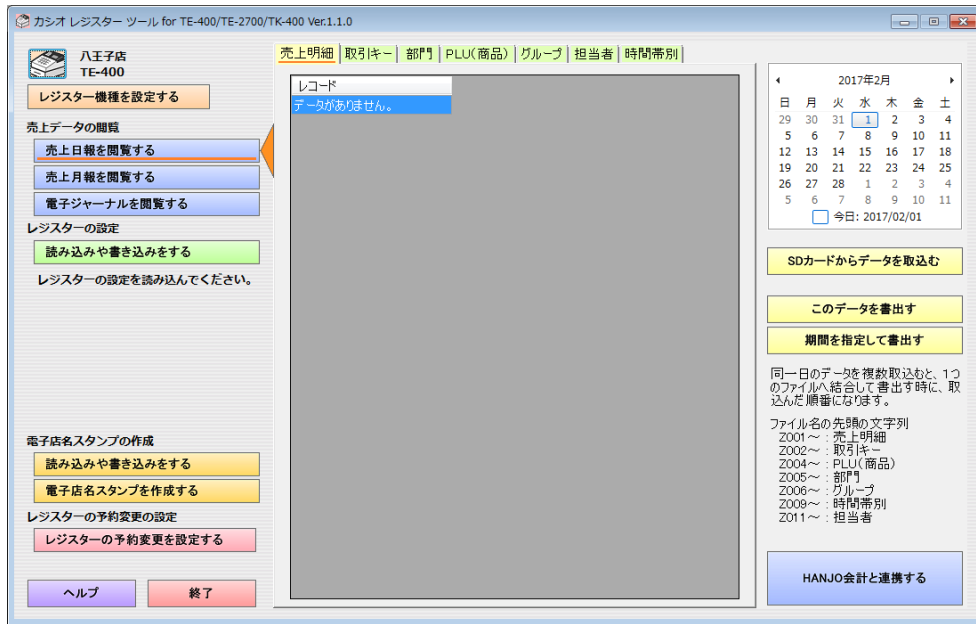 カシオ レジスター ツール for TE-400/TE-2700/TK-400 Ver.1.1.0
八王子店
TE-400
レジスター機種を設定する
売上データの閲覧
売上日報を閲覧する
売上月報を閲覧する
電子ジャーナルを閲覧する
レジスターの設定
読み込みや書き込みをする
レジスターの設定を読み込んでください。
電子店名スタンプの作成
読み込みや書き込みをする
電子店名スタンプを作成する
レジスターの予約変更の設定
レジスターの予約変更を設定する
ヘルプ 終了
売上明細 取引キー 部門 PLU(商品) グループ 担当者 時間帯別
レコード
データがありません。
2017年2月
日 月 火 水 木 金 土
29 30 31 1 2 3 4
5 6 7 8 9 10 11
12 13 14 15 16 17 18
19 20 21 22 23 24 25
26 27 28 1 2 3 4
5 6 7 8 9 10 11
今日: 2017/02/01
SDカードからデータを取込む
このデータを書出す
期間を指定して書出す
同一日のデータを複数取込むと、1つ
のファイルへ結合して書出す時に、取
込んだ順番になります。
ファイル名の先頭の文字列
Z001～ : 売上明細
Z002～ : 取引キー
Z004～ : PLU(商品)
Z005～ : 部門
Z006～ : グループ
Z009～ : 時間帯別
Z011～ : 担当者
HANJO会計と連携する